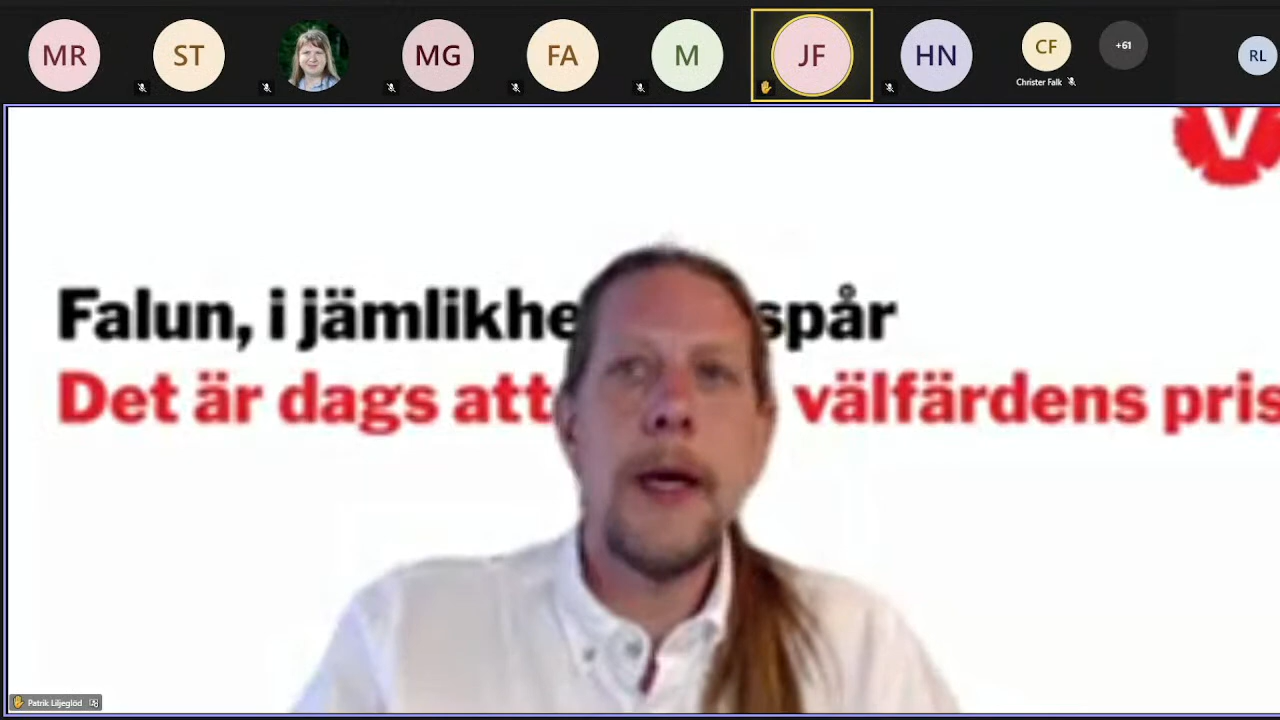 MR
ST
MG
FA
M
JF
HN
CF
+61
RL
Christer Falk
V
Falun, i jämlikhe spår
Det är dags att välfärdens pris
Patrik Liljeglöd